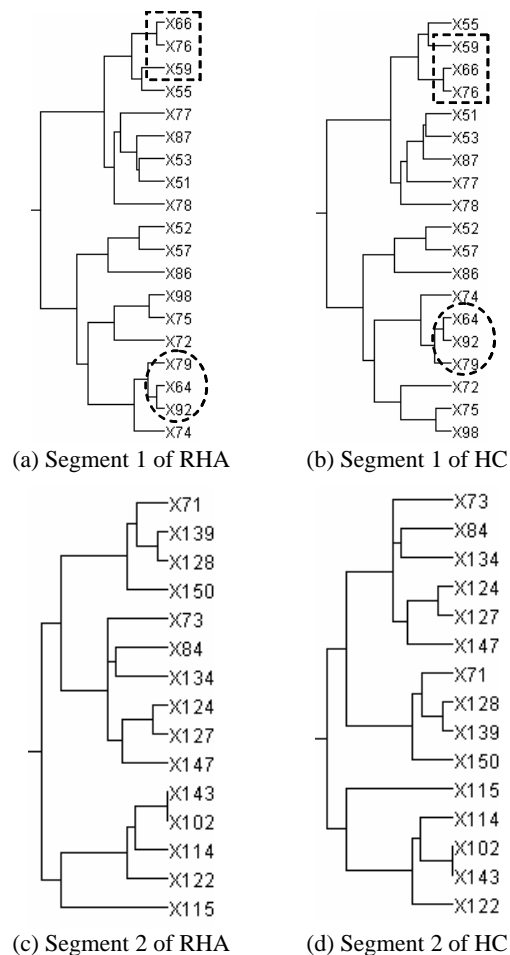 X66
X76
X59
X55
X77
X87
X53
X51
X78
X52
X57
X86
X98
X75
X72
X79
X64
X92
X74
(a) Segment 1 of RHA
X55
X59
X66
X76
X51
X53
X87
X77
X78
X52
X57
X86
X74
X64
X92
X79
X72
X75
X98
(b) Segment 1 of HC
X71
X139
X128
X150
X73
X84
X134
X124
X127
X147
X143
X102
X114
X122
X115
(c) Segment 2 of RHA
X73
X84
X134
X124
X127
X147
X71
X128
X139
X150
X115
X114
X102
X143
X122
(d) Segment 2 of HC